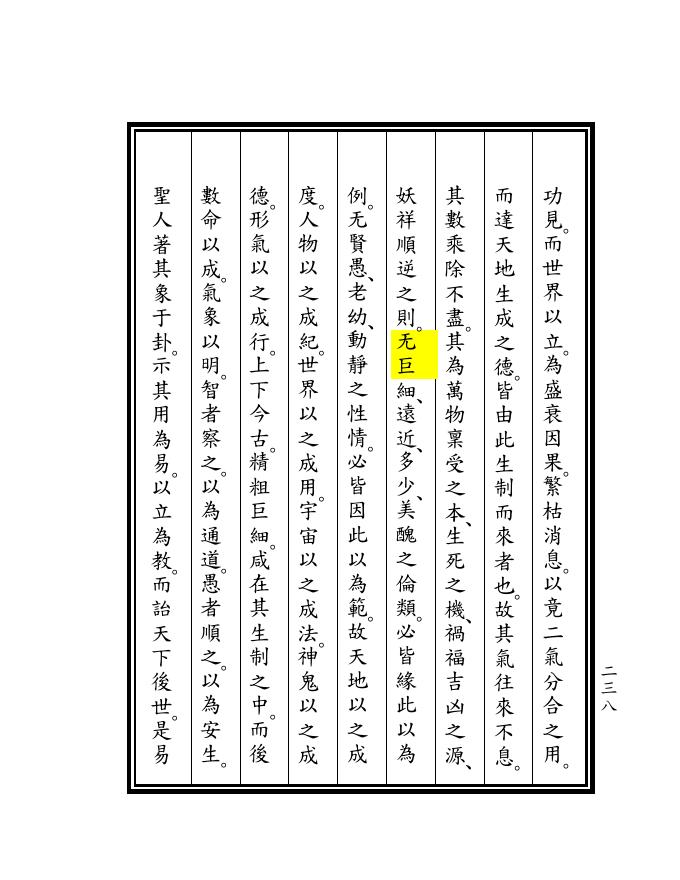 功見。而世界以立。為盛衰因果。繁枯消息。以竟二氣分合之用。
而達天地生成之德。皆由此生制而來者也。故其氣往來不息。
其數乘除不盡。其為萬物稟受之本、生死之機、禍福吉凶之源、
妖祥順逆之則。无巨細、遠近、多少、美醜之倫類。必皆緣此以為
例。无賢愚、老幼、動靜之性情。必皆因此以為範。故天地以之成
度。人物以之成紀。世界以之成用。宇宙以之成法。神鬼以之成
德。形氣以之成行。上下今古。精粗巨細。咸在其生制之中。而後
數命以成。氣象以明。智者察之。以為通道。愚者順之。以為安生。
聖人著其象于卦。示其用為易。以立為教。而詒天下後世。是易
二三八